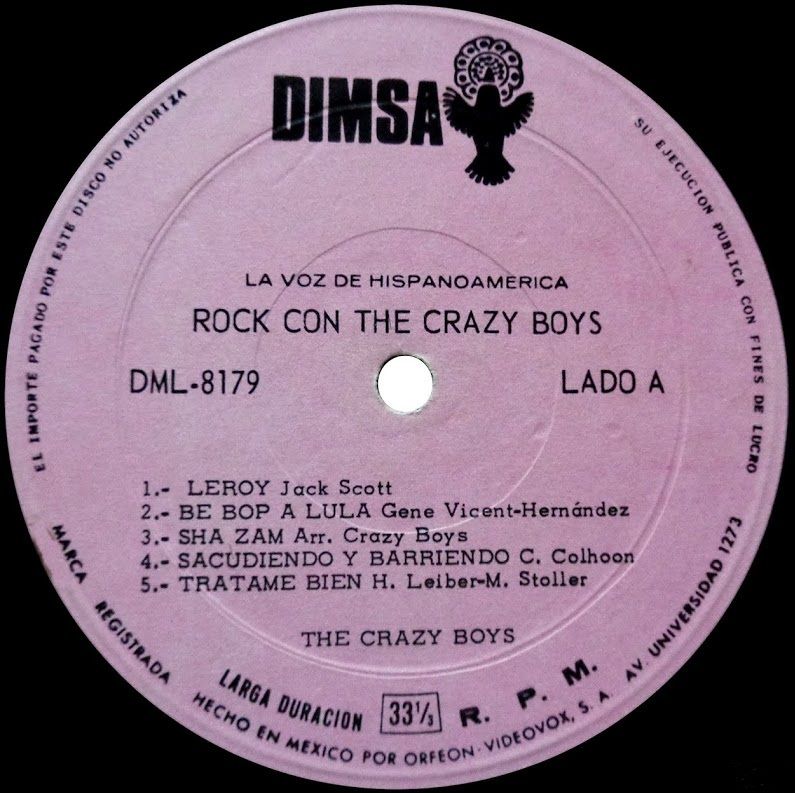 DIMSA
EL IMPORTE PAGADO POR ESTE DISCO NO AUTORIZA
SU EJECUCION PUBLICA CON FINES DE LUCRO
LA VOZ DE HISPANOAMERICA
ROCK CON THE CRAZY BOYS
DML-8179
LADO A
1.- LEROY Jack Scott
2.- BE BOP A LULA Gene Vicent-Hernández
3.- SHA ZAM Arr. Crazy Boys
4.- SACUDIENDO Y BARRIENDO C. Colhoon
5.- TRATAME BIEN H. Leiber-M. Stoller
THE CRAZY BOYS
LARGA DURACION 33⅓ R. P. M.
MARCA REGISTRADA HECHO EN MEXICO POR ORFEON-VIDEOVOX, S. A. AV. UNIVERSIDAD 1273